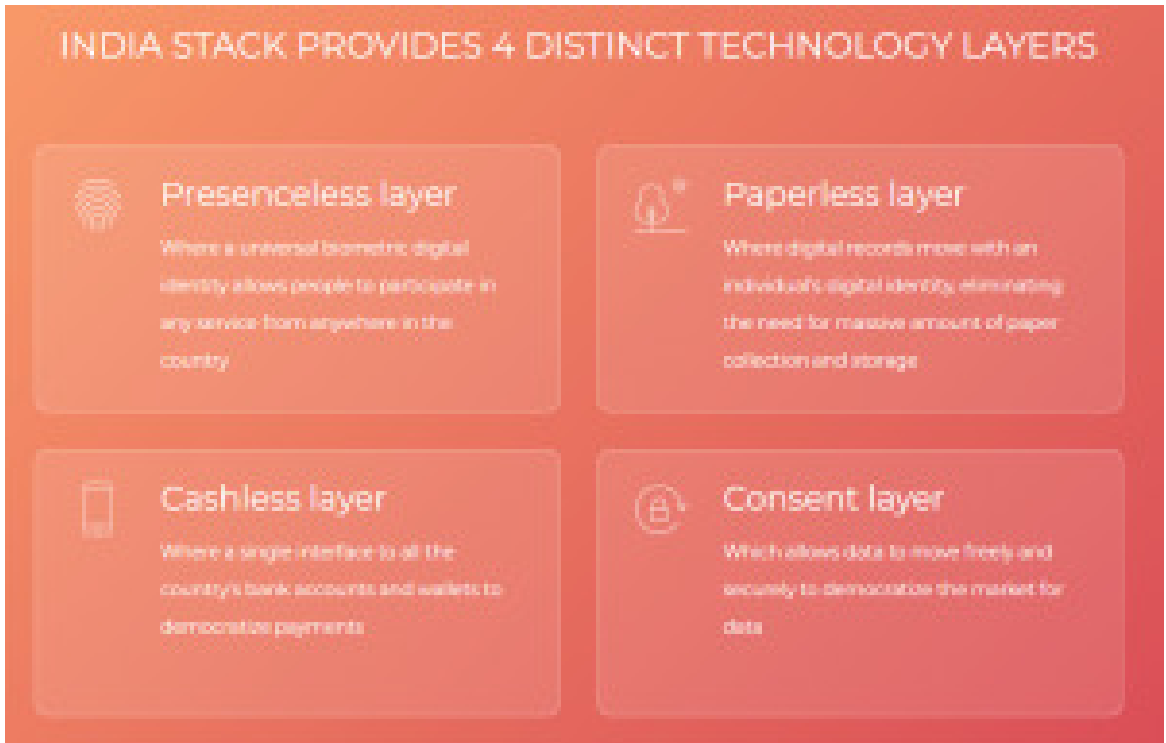 INDIA STACK PROVIDES 4 DISTINCT TECHNOLOGY LAYERS
Presenceless layer
Where a universal biometric digital
identity allows people to participate in
any service from anywhere in the
country
Paperless layer
Where digital records move with an
individual's digital identity, eliminating
the need for massive amount of paper
collection and storage
Cashless layer
Where a single interface to all the
country's bank accounts and wallets to
democratize payments
Consent layer
Which allows data to move freely and
securely to democratize the market for
data